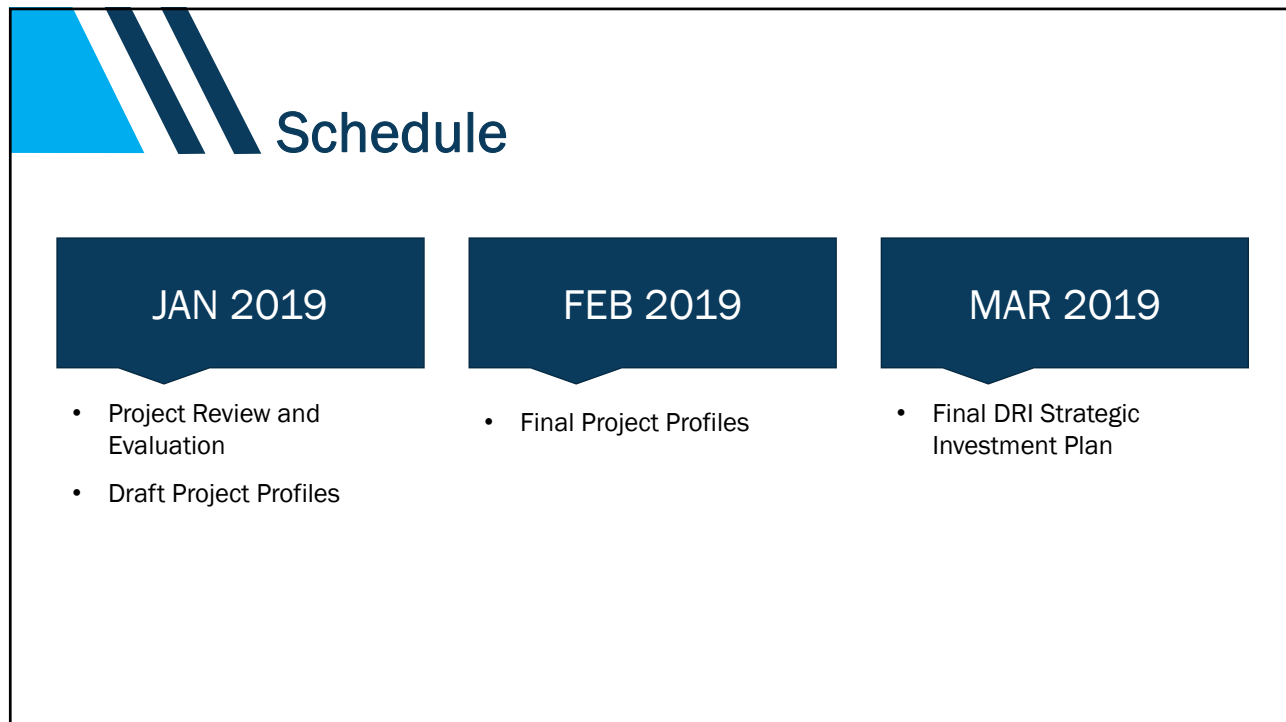 Schedule
JAN 2019
• Project Review and
Evaluation
• Draft Project Profiles
FEB 2019
• Final Project Profiles
MAR 2019
• Final DRI Strategic
Investment Plan